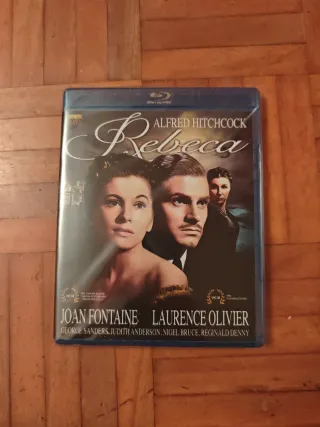 ALFRED HITCHCOCK
Rebeca
JOAN FONTAINE LAURENCE OLIVIER
GEORGE SANDERS, JUDITH ANDERSON, NIGEL BRUCE, REGINALD DENNY